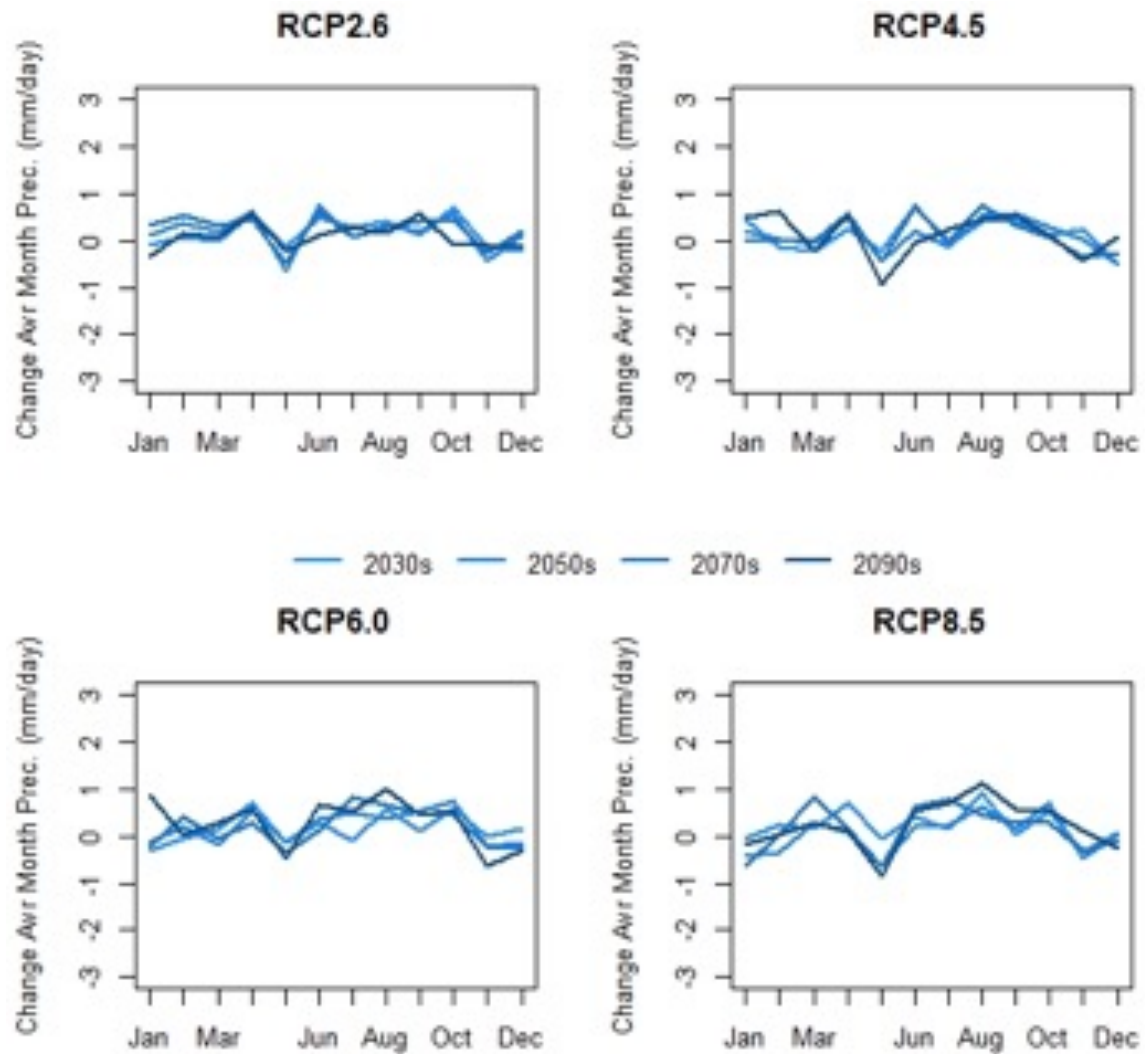 RCP2.6
RCP4.5
Change Avr Month Prec. (mm/day)
3
2
1
0
-1
-2
-3
Jan Mar Jun Aug Oct Dec
Change Avr Month Prec. (mm/day)
3
2
1
0
-1
-2
-3
Jan Mar Jun Aug Oct Dec
2030s 2050s 2070s 2090s
RCP6.0
RCP8.5
Change Avr Month Prec. (mm/day)
3
2
1
0
-1
-2
-3
Jan Mar Jun Aug Oct Dec
Change Avr Month Prec. (mm/day)
3
2
1
0
-1
-2
-3
Jan Mar Jun Aug Oct Dec